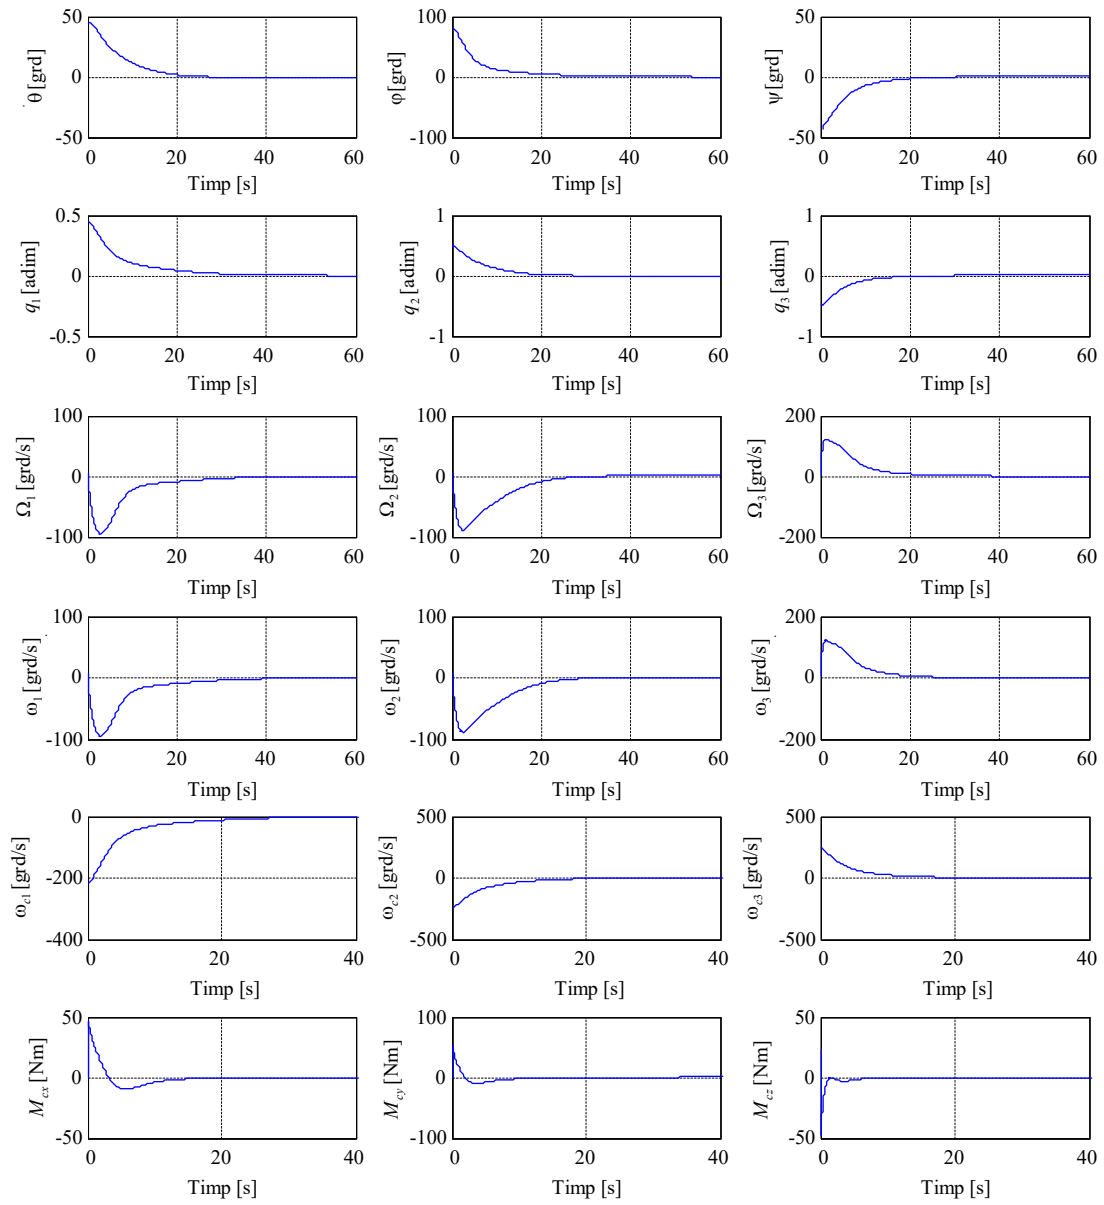 50 100 50
θ [grd] 0 φ [grd] 0 ψ [grd] 0
-50 -100 -50
0 20 40 60 0 20 40 60 0 20 40 60
Timp [s] Timp [s] Timp [s]
0.5 1 1
q1 [adim] 0 q2 [adim] 0 q3 [adim] 0
-0.5 -1 -1
0 20 40 60 0 20 40 60 0 20 40 60
Timp [s] Timp [s] Timp [s]
100 100 200
Ω1 [grd/s] 0 Ω2 [grd/s] 0 Ω3 [grd/s] 0
-100 -100 -200
0 20 40 60 0 20 40 60 0 20 40 60
Timp [s] Timp [s] Timp [s]
100 100 200
ω1 [grd/s] 0 ω2 [grd/s] 0 ω3 [grd/s] 0
-100 -100 -200
0 20 40 60 0 20 40 60 0 20 40 60
Timp [s] Timp [s] Timp [s]
0 500 500
ωc1 [grd/s] -200 ωc2 [grd/s] 0 ωc3 [grd/s] 0
-400 -500 -500
0 20 40 0 20 40 0 20 40
Timp [s] Timp [s] Timp [s]
50 100 50
Mcx [Nm] 0 Mcy [Nm] 0 Mcz [Nm] 0
-50 -100 -50
0 20 40 0 20 40 0 20 40
Timp [s] Timp [s] Timp [s]